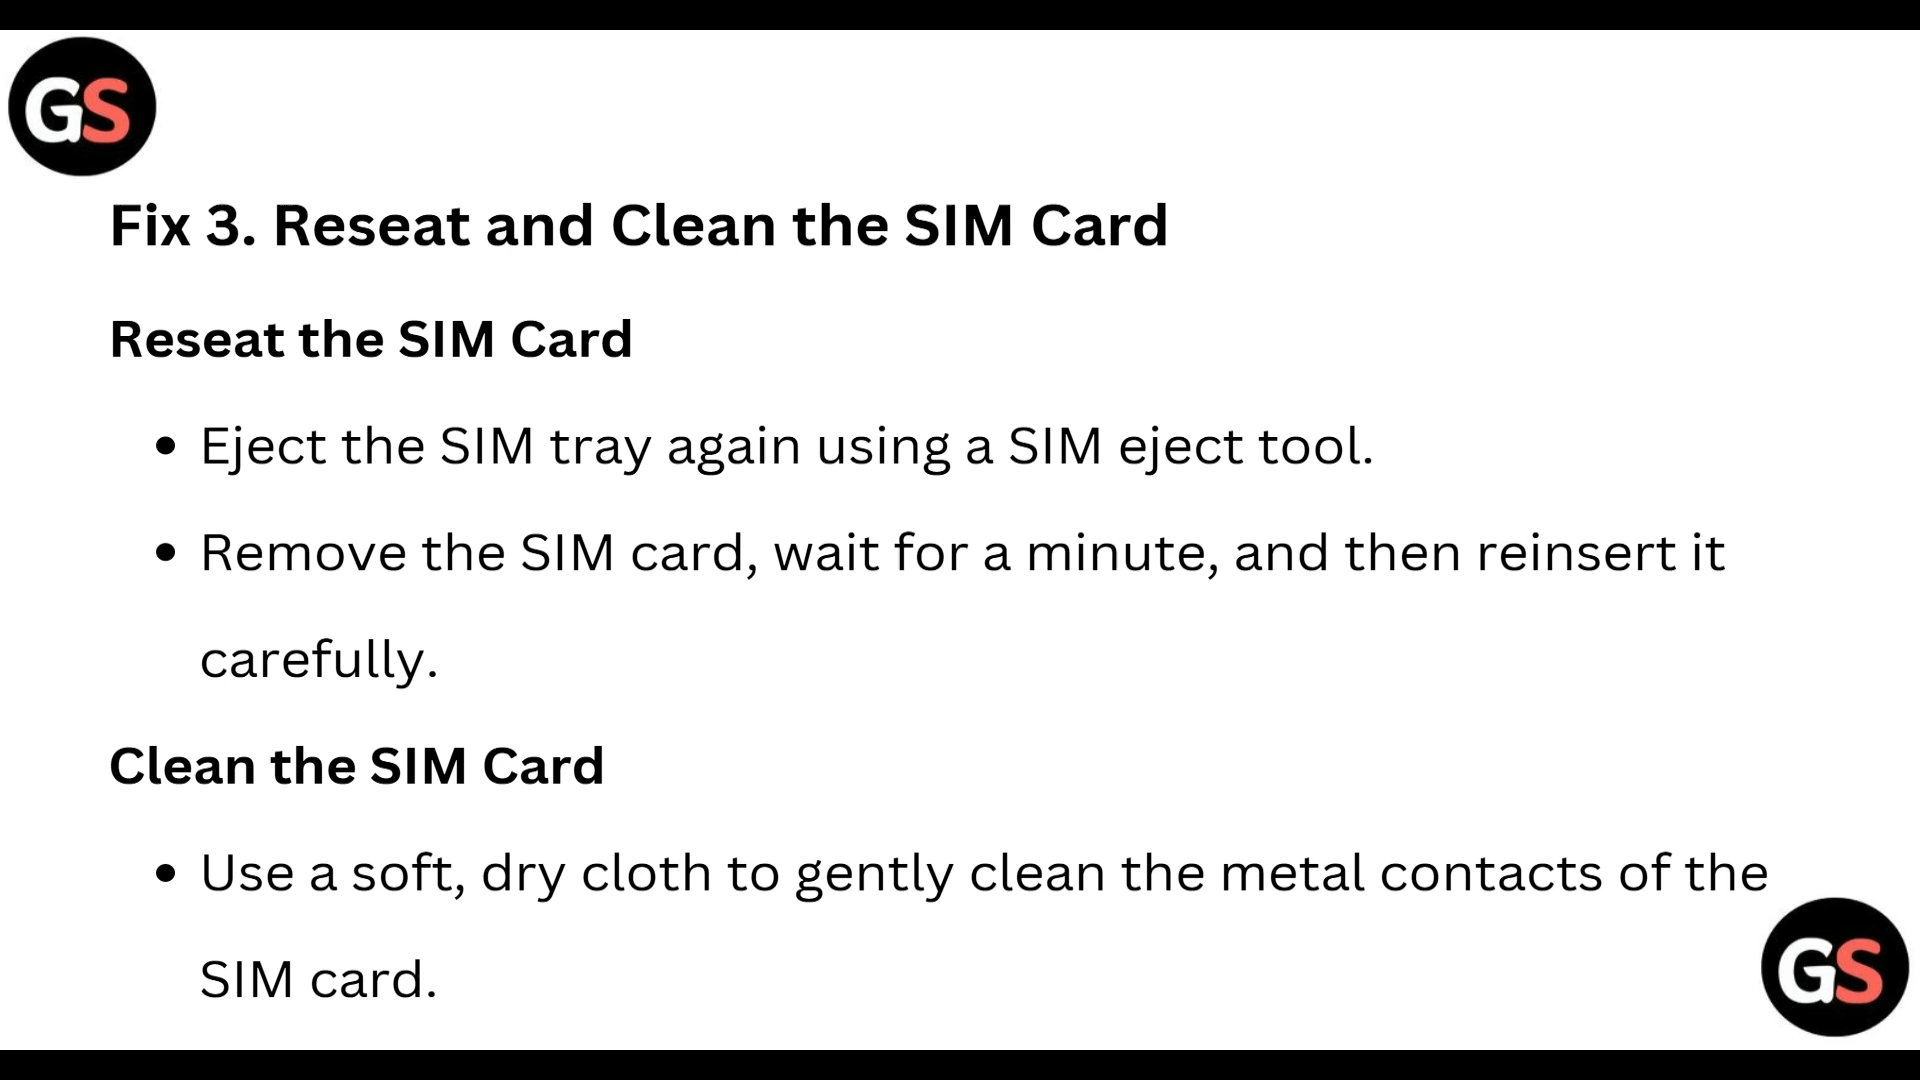 GS
Fix 3. Reseat and Clean the SIM Card
Reseat the SIM Card
• Eject the SIM tray again using a SIM eject tool.
• Remove the SIM card, wait for a minute, and then reinsert it
carefully.
Clean the SIM Card
• Use a soft, dry cloth to gently clean the metal contacts of the
SIM card.
GS